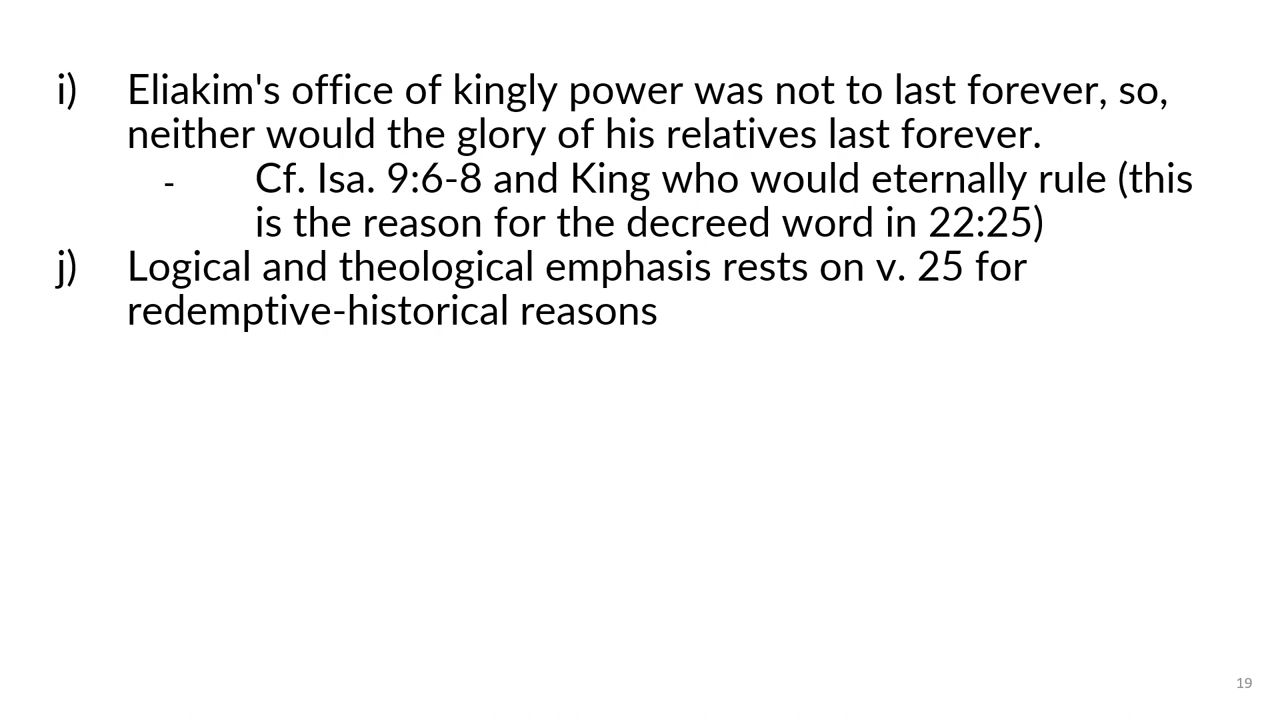 i) Eliakim's office of kingly power was not to last forever, so,
neither would the glory of his relatives last forever.
- Cf. Isa. 9:6-8 and King who would eternally rule (this
is the reason for the decreed word in 22:25)
j) Logical and theological emphasis rests on v. 25 for
redemptive-historical reasons
19